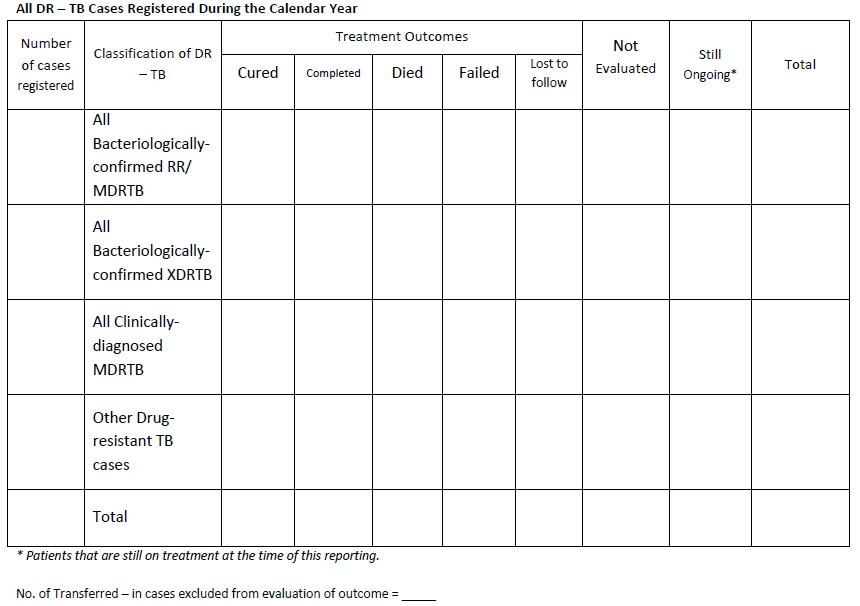 All DR – TB Cases Registered During the Calendar Year
Number
of cases
registered
Classification of DR
– TB
Treatment Outcomes
Cured
Completed
Died
Failed
Lost to
follow
Not
Evaluated
Still
Ongoing*
Total
All
Bacteriologically-
confirmed RR/
MDRTB
All
Bacteriologically-
confirmed XDRTB
All Clinically-
diagnosed
MDRTB
Other Drug-
resistant TB
cases
Total
* Patients that are still on treatment at the time of this reporting.
No. of Transferred – in cases excluded from evaluation of outcome = _____